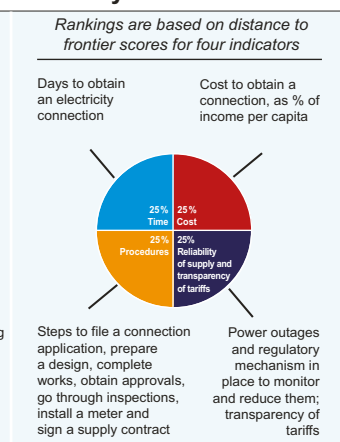 Rankings are based on distance to
frontier scores for four indicators
Days to obtain
an electricity
connection
Cost to obtain a
connection, as % of
income per capita
25%
Time
25%
Cost
25%
Procedures
25%
Reliability
of supply and
transparency
of tariffs
Steps to file a connection
application, prepare
a design, complete
works, obtain approvals,
go through inspections,
install a meter and
sign a supply contract
Power outages
and regulatory
mechanism in
place to monitor
and reduce them;
transparency of
tariffs